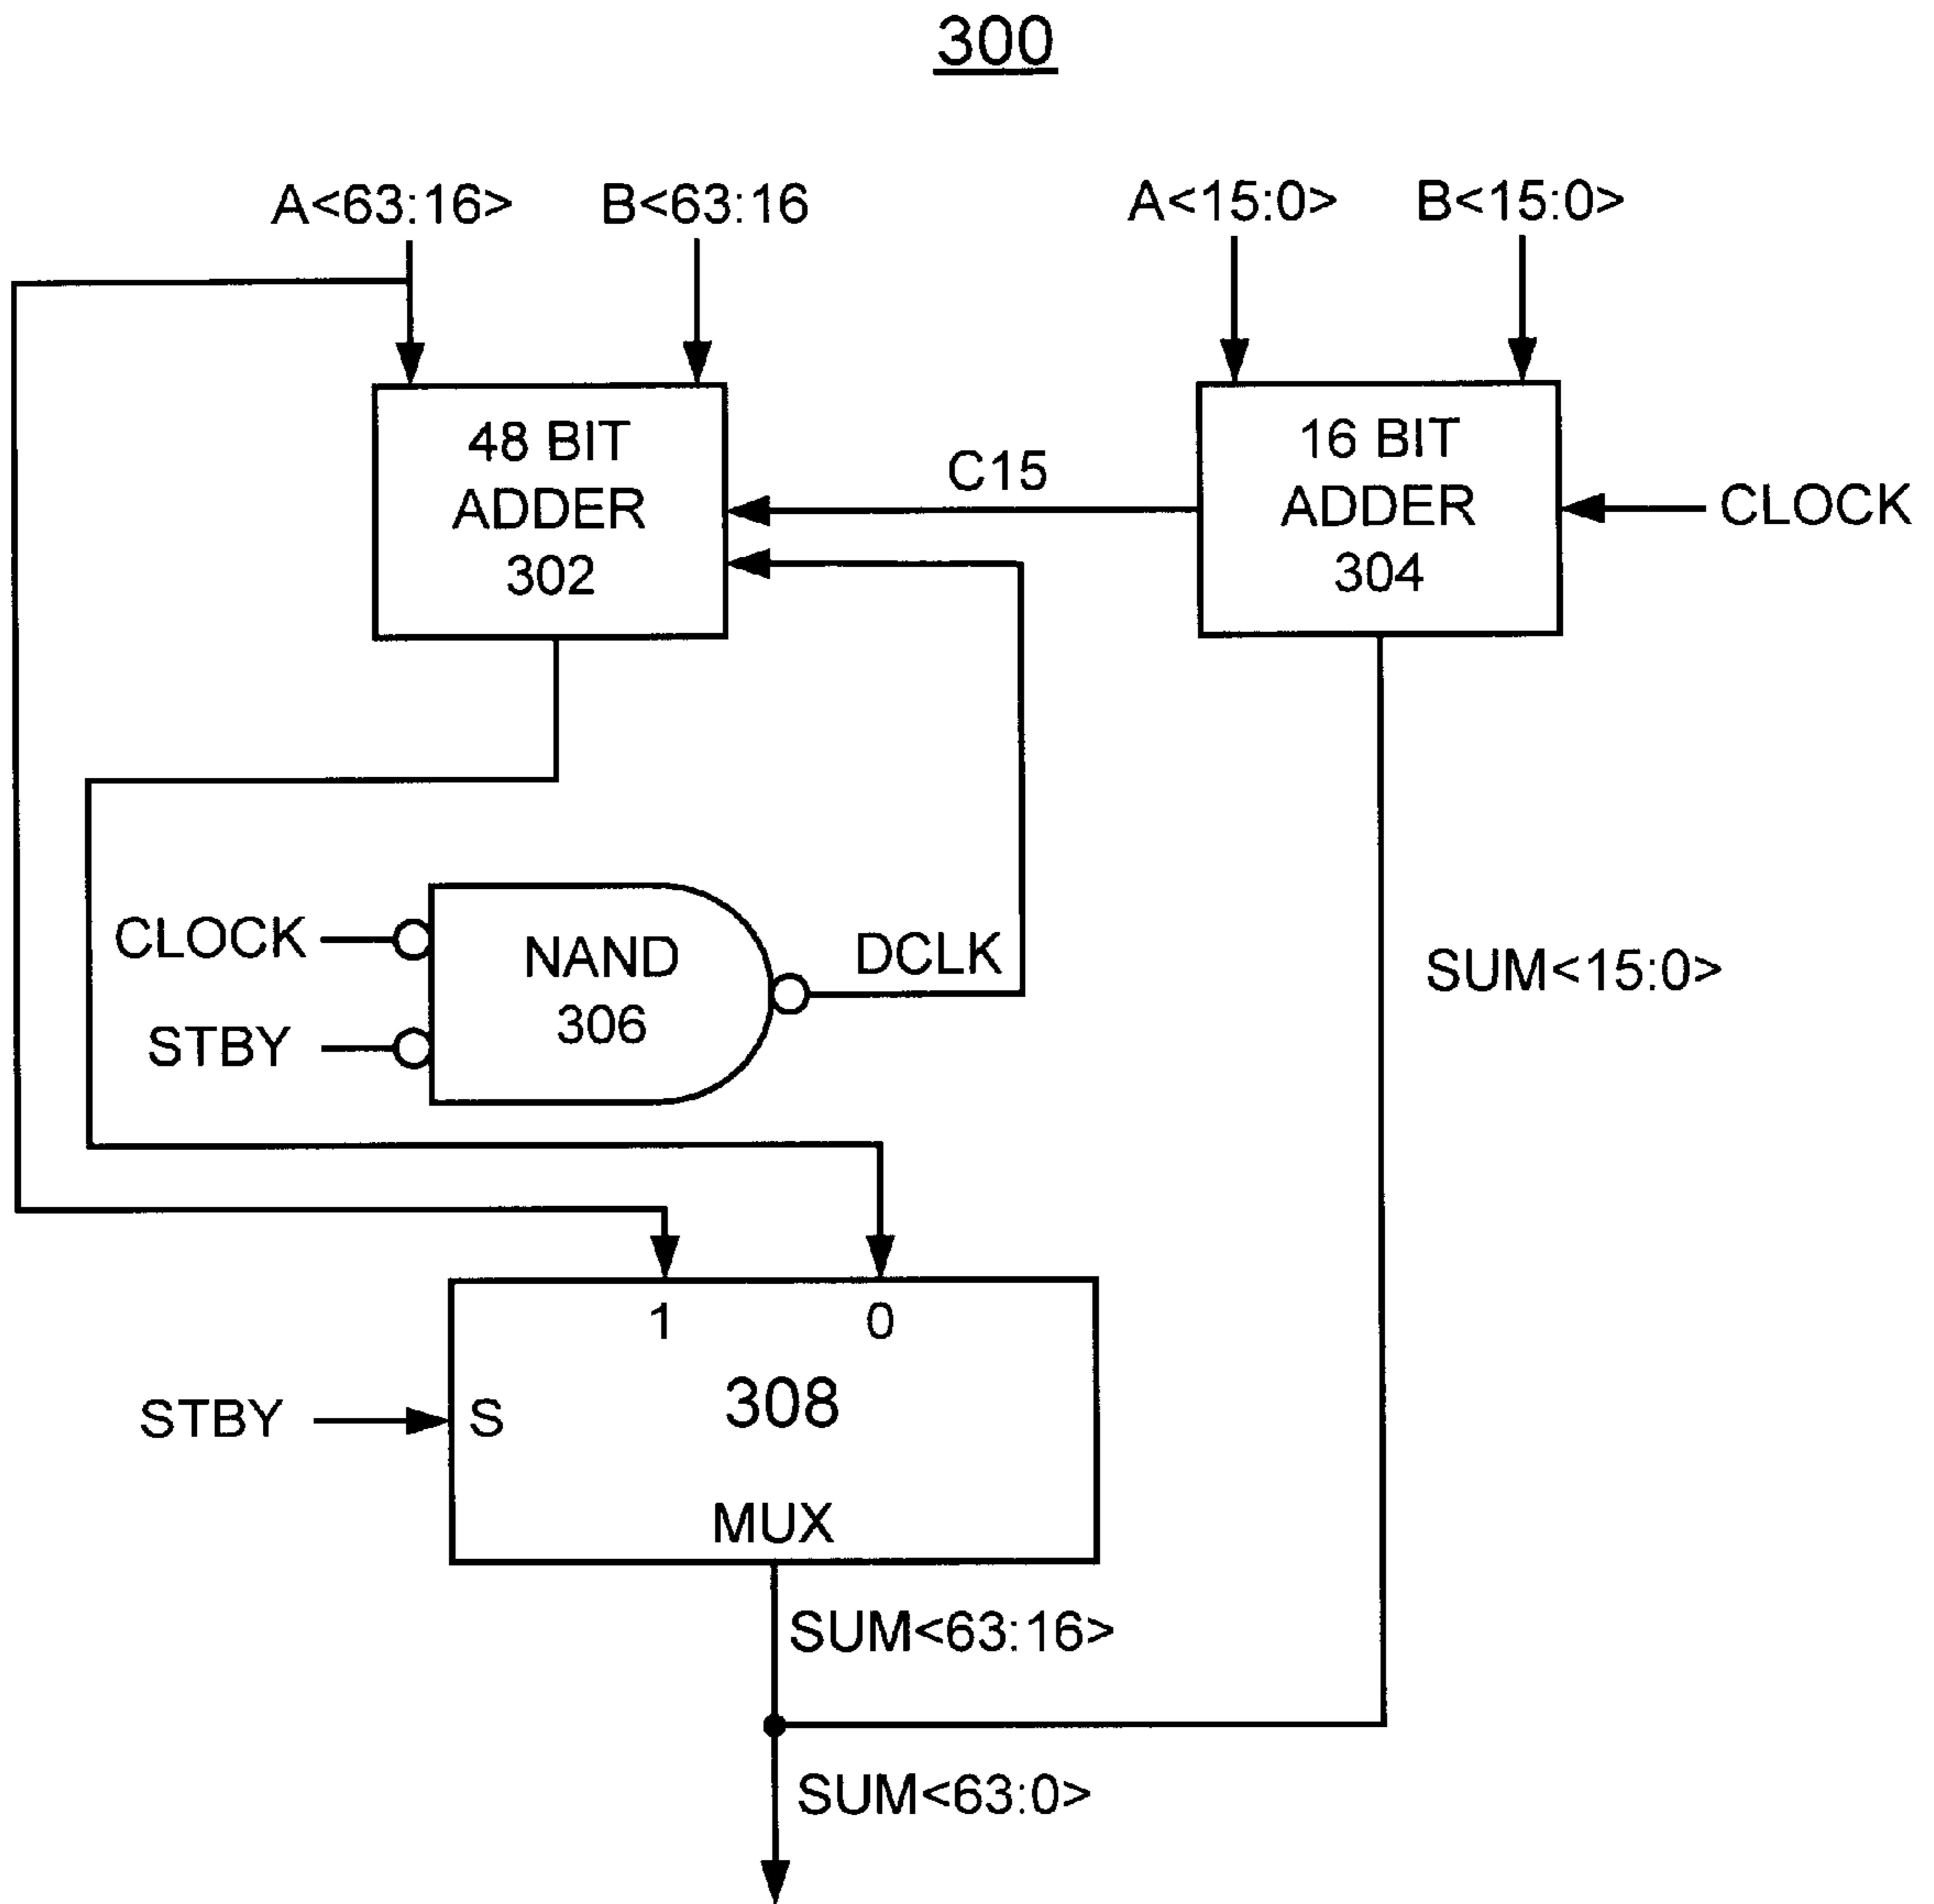 300
A<63:16>
B<63:16
A<15:0>
B<15:0>
48 BIT
ADDER
302
C15
16 BIT
ADDER
304
CLOCK
CLOCK
STBY
NAND
306
DCLK
SUM<15:0>
1
0
308
STBY
S
MUX
SUM<63:16>
SUM<63:0>